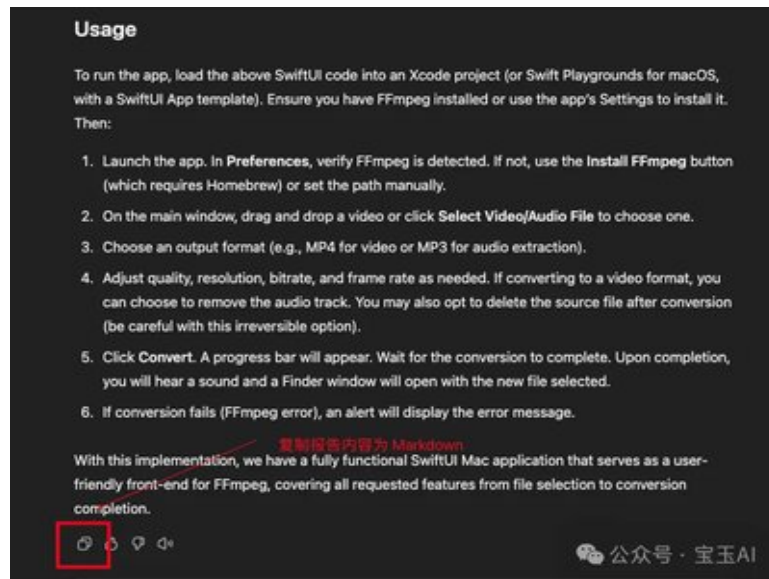 Usage
To run the app, load the above SwiftUI code into an Xcode project (or Swift Playgrounds for macOS,
with a SwiftUI App template). Ensure you have FFmpeg installed or use the app's Settings to install it.
Then:
1. Launch the app. In Preferences, verify FFmpeg is detected. If not, use the Install FFmpeg button
(which requires Homebrew) or set the path manually.
2. On the main window, drag and drop a video or click Select Video/Audio File to choose one.
3. Choose an output format (e.g., MP4 for video or MP3 for audio extraction).
4. Adjust quality, resolution, bitrate, and frame rate as needed. If converting to a video format, you
can choose to remove the audio track. You may also opt to delete the source file after conversion
(be careful with this irreversible option).
5. Click Convert. A progress bar will appear. Wait for the conversion to complete. Upon completion,
you will hear a sound and a Finder window will open with the new file selected.
6. If conversion fails (FFmpeg error), an alert will display the error message.
复制报告内容为 Markdown
With this implementation, we have a fully functional SwiftUI Mac application that serves as a user-
friendly front-end for FFmpeg, covering all requested features from file selection to conversion
completion.
公众号 · 宝玉AI